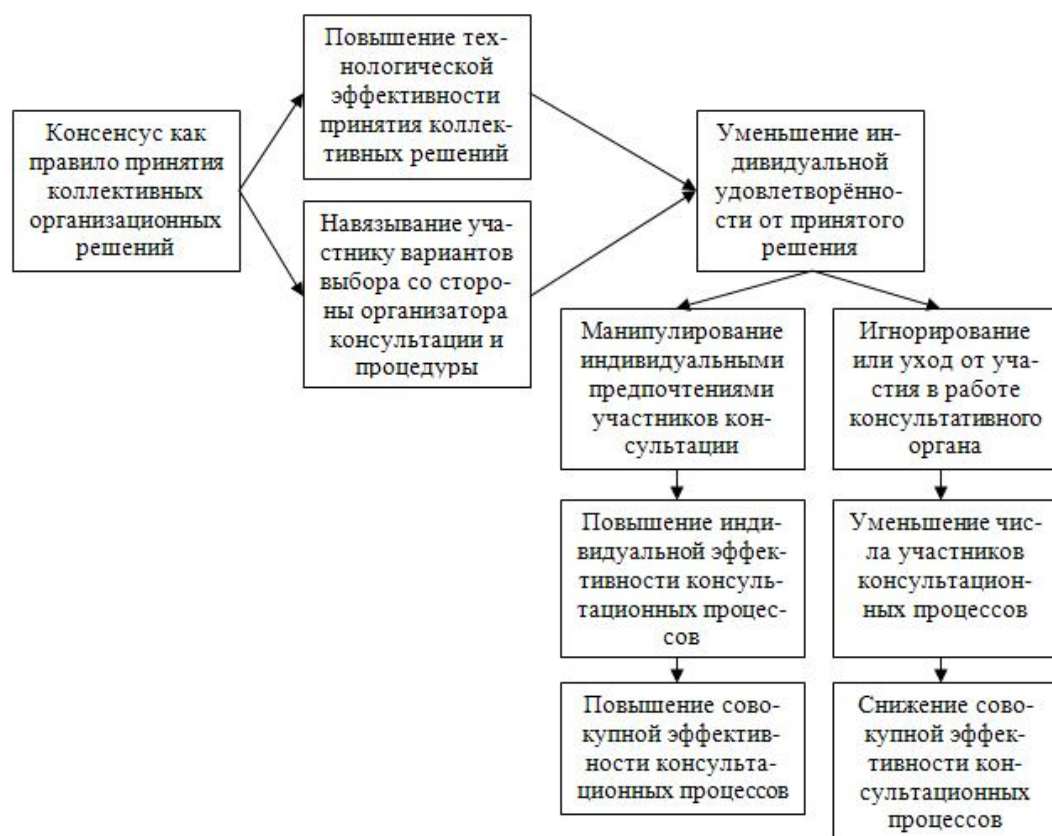 Консенсус как
правило принятия
коллективных
организационных
решений
Повышение тех-
нологической
эффективности
принятия коллек-
тивных решений
Навязывание уча-
стнику вариантов
выбора со сторо-
ны организатора
консультации и
процедуры
Уменьшение ин-
дивидуальной
удовлетворённо-
сти от принятого
решения
Манипулирование
индивидуальными
предпочтениями
участников кон-
сультации
Игнорирование
или уход от уча-
стия в работе
консультативного
органа
Повышение инди-
видуальной эффек-
тивности консуль-
тационных процес-
сов
Уменьшение чис-
ла участников
консультацион-
ных процессов
Повышение сово-
купной эффектив-
ности консульта-
ционных процессов
Снижение сово-
купной эффек-
тивности кон-
сультационных
процессов